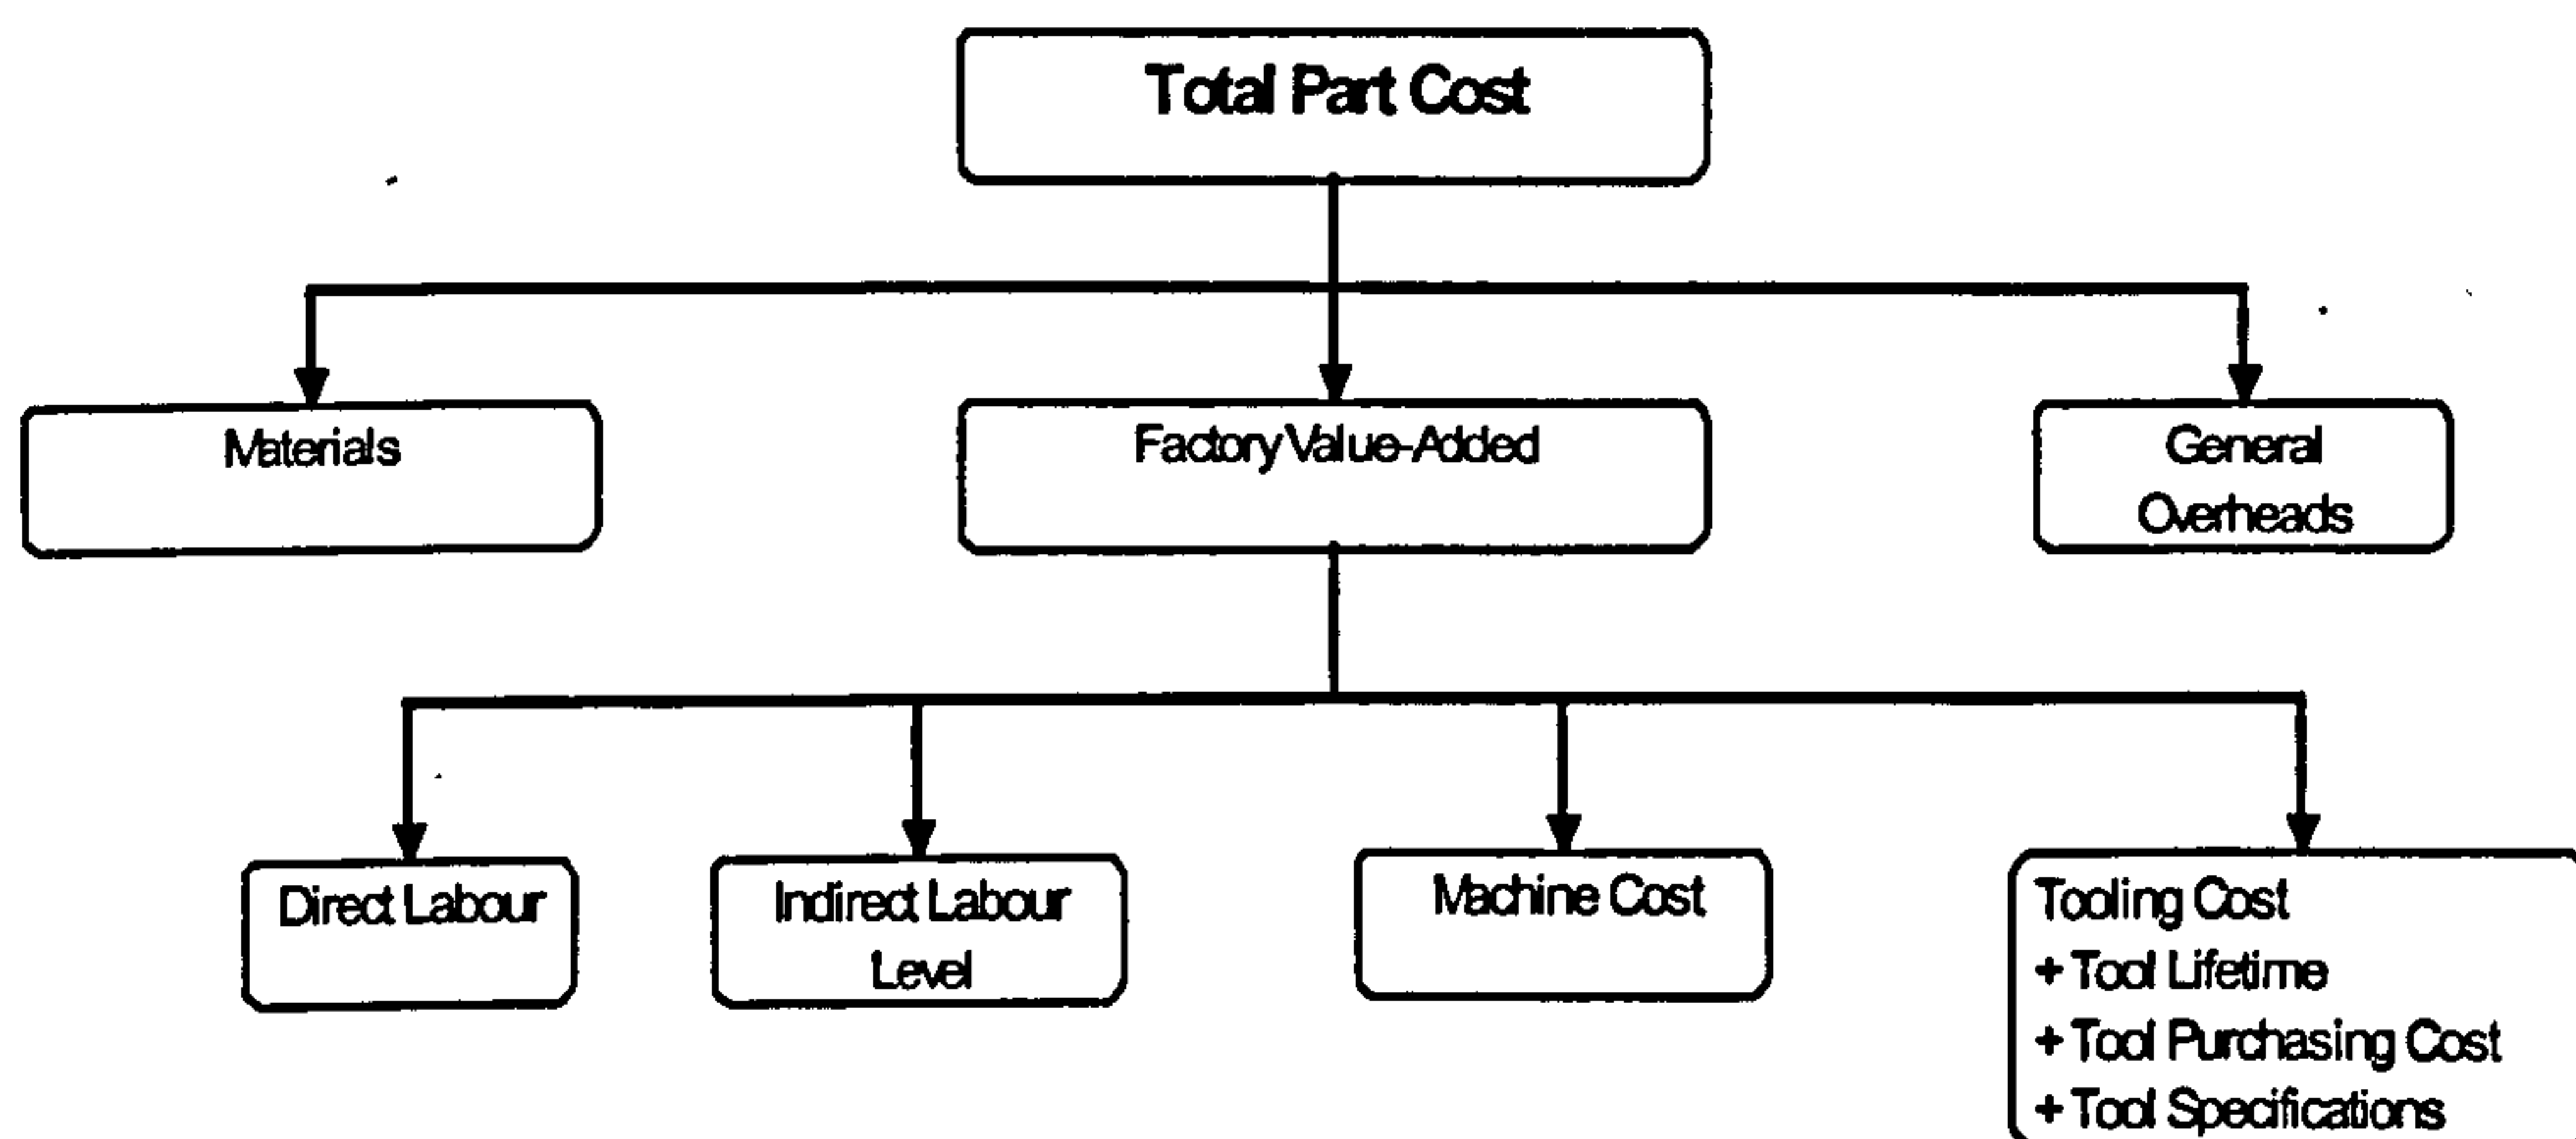 Total Part Cost
Materials
Factory Value-Added
General
Overheads
Direct Labour
Indirect Labour
Level
Machine Cost
Tooling Cost
+ Tool Lifetime
+ Tool Purchasing Cost
+ Tool Specifications